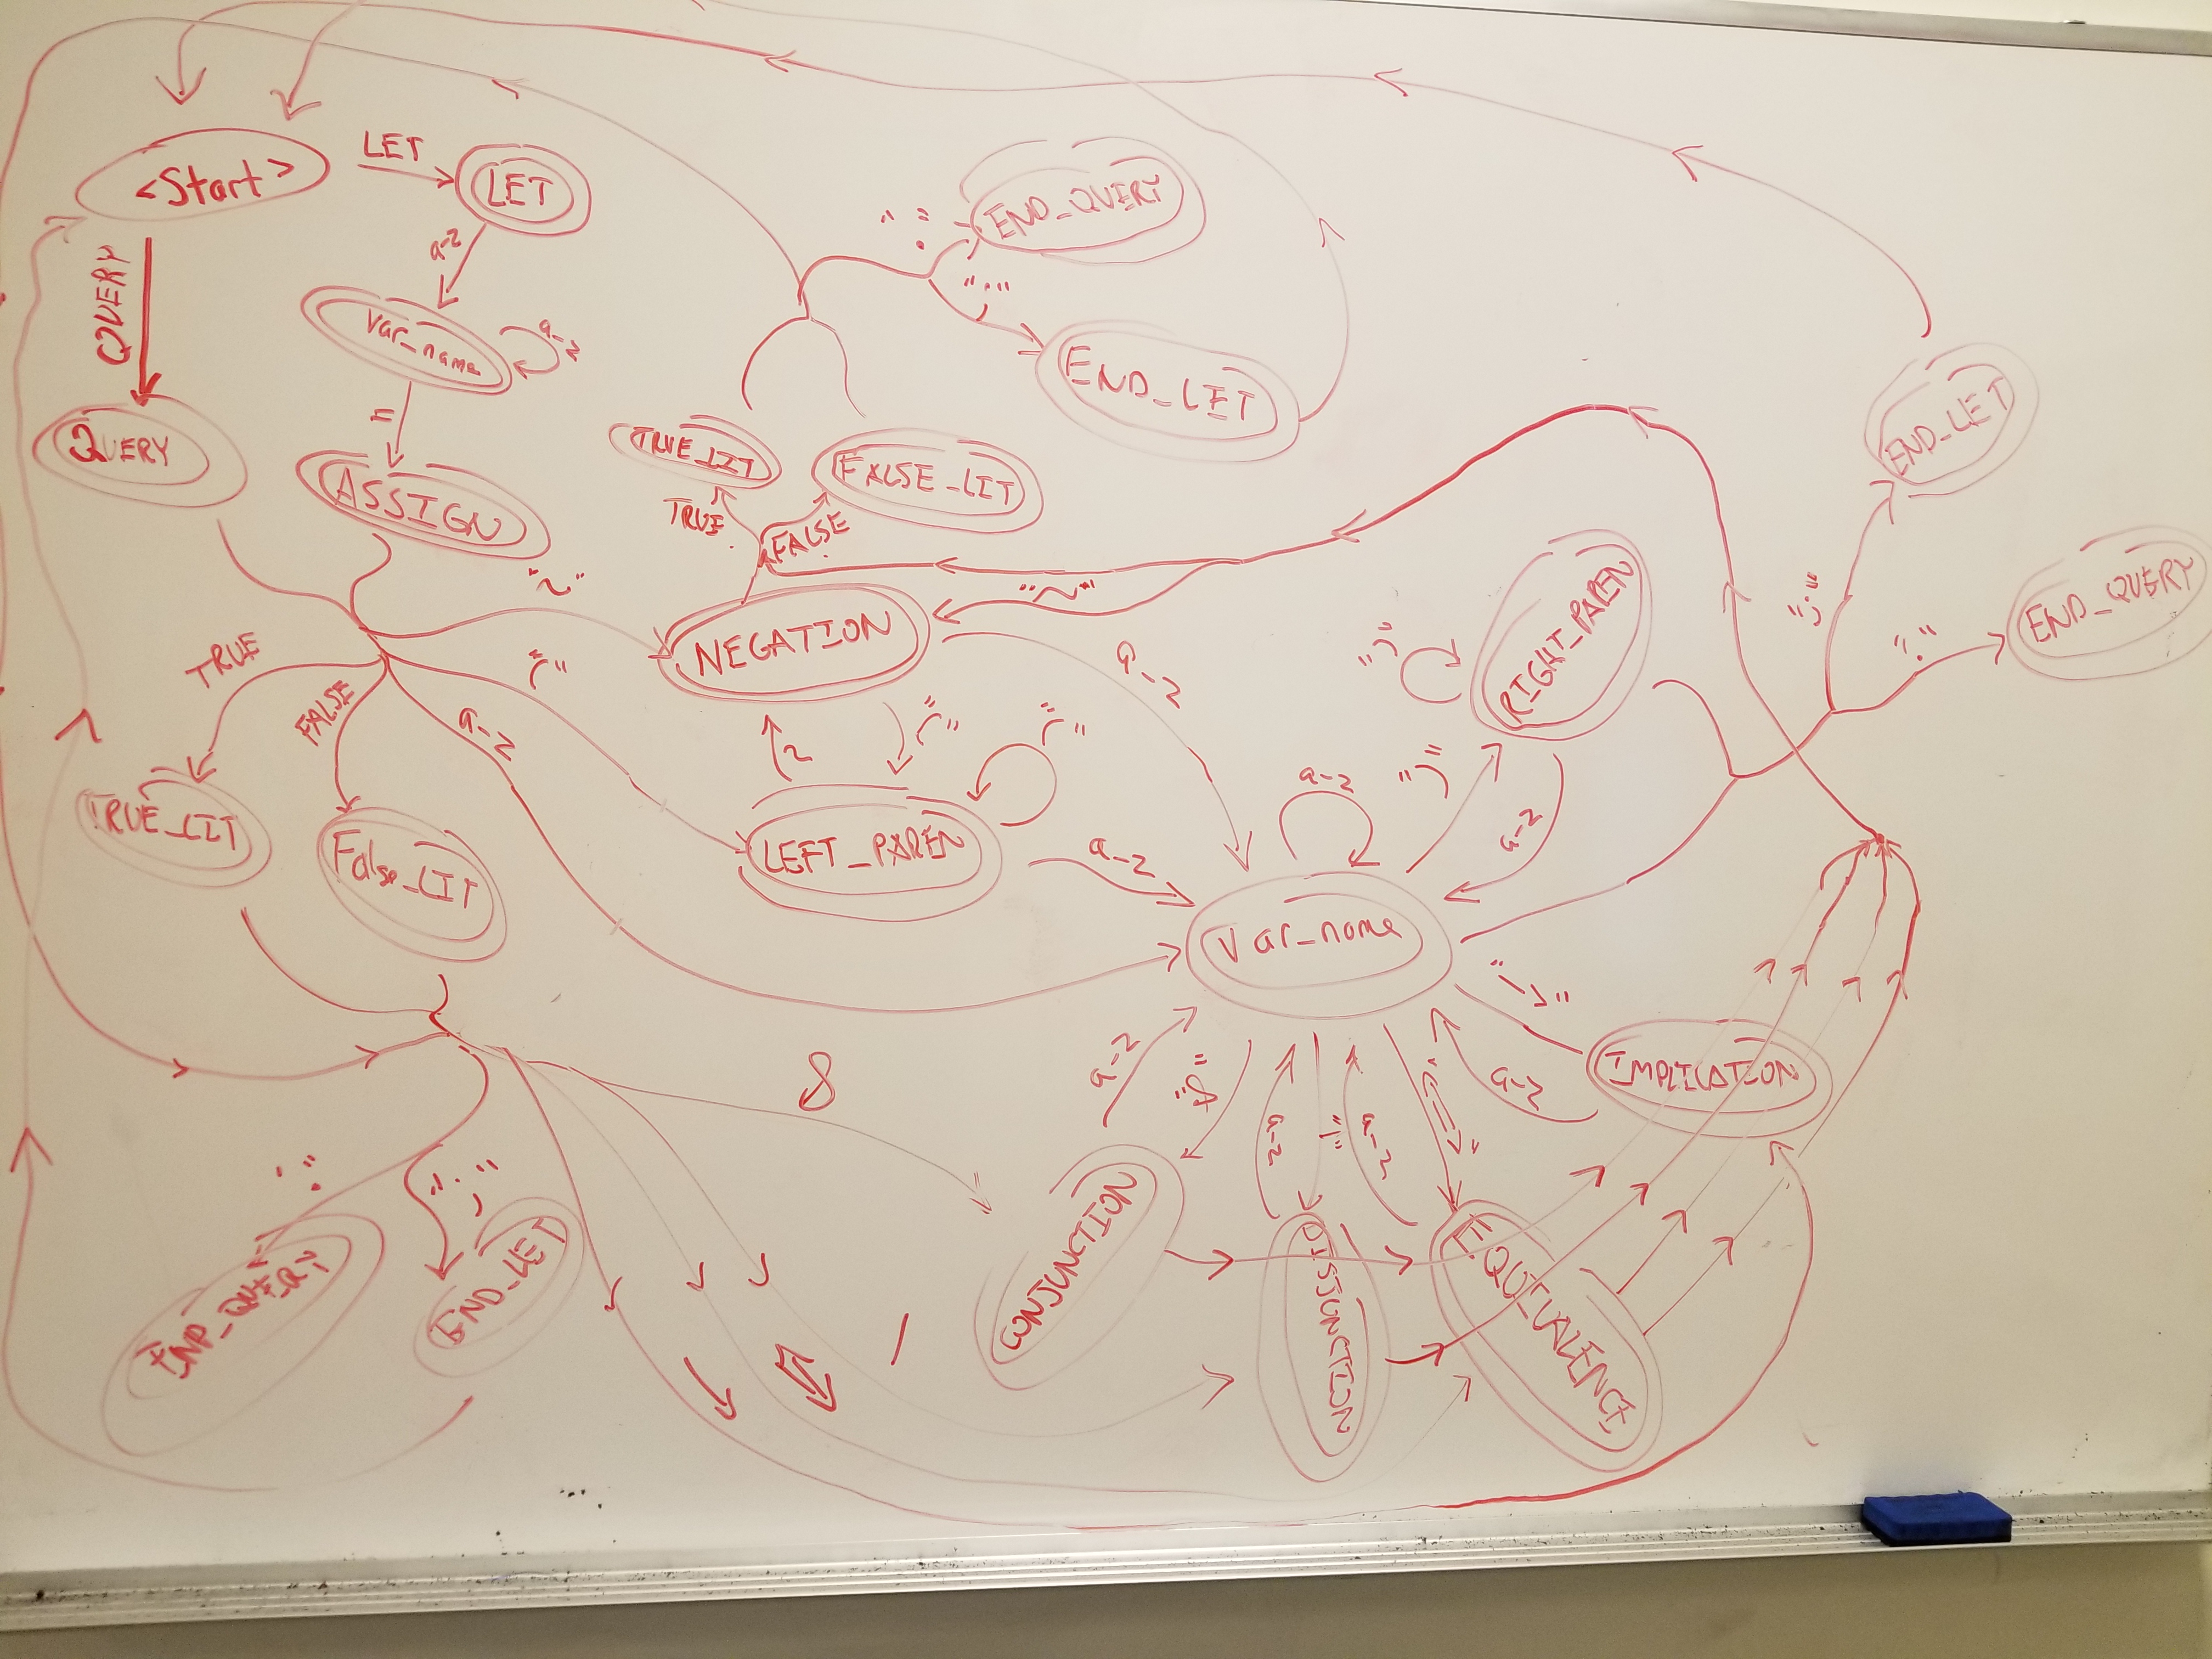 <Start>
LET
LET
a-z
QUERY
Var_name
a-z
=
QUERY
ASSIGN
":"
END_QUERY
";"
END_LET
TRUE_LIT
FALSE_LIT
TRUE
FALSE
"~"
"~"
NEGATION
"("
a-z
TRUE
FALSE
a-z
"("
~
"("
LEFT_PAREN
a-z
TRUE_LIT
False_LIT
")"
RIGHT_PAREN
")"
a-z
a-z
Var_name
";"
END_LET
":"
END_QUERY
"->"
IMPLICATION
a-z
a-z
"&"
a-z
"|"
a-z
&
CONJUNCTION
DISJUNCTION
EQUIVALENCE
":"
";"
END_LET
|